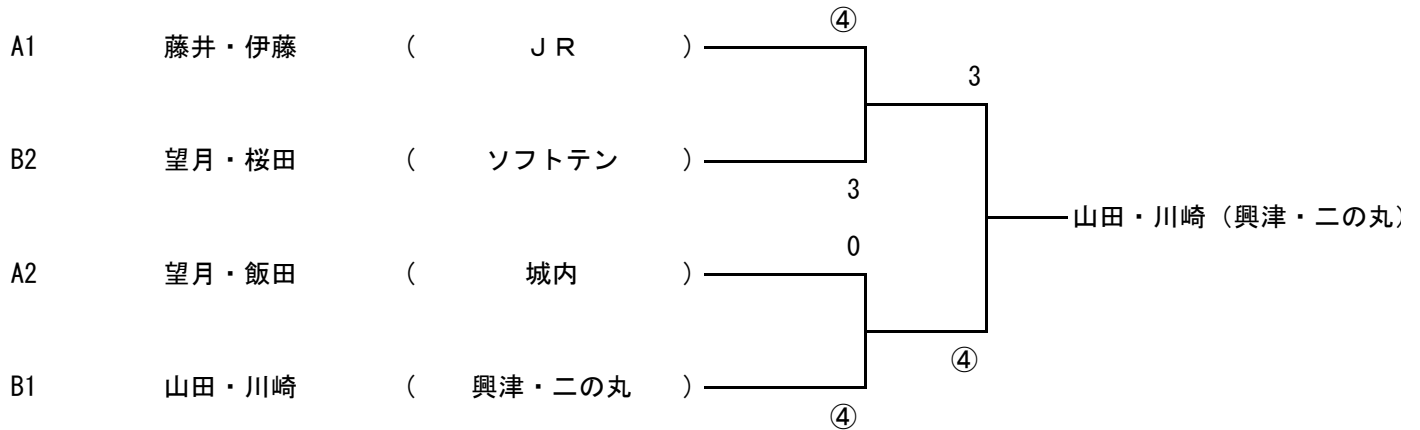 ④
A1 藤井・伊藤 ( ＪＲ )
3
B2 望月・桜田 ( ソフトテン )
3
山田・川崎（興津・二の丸）
0
A2 望月・飯田 ( 城内 )
④
B1 山田・川崎 ( 興津・二の丸 )
④